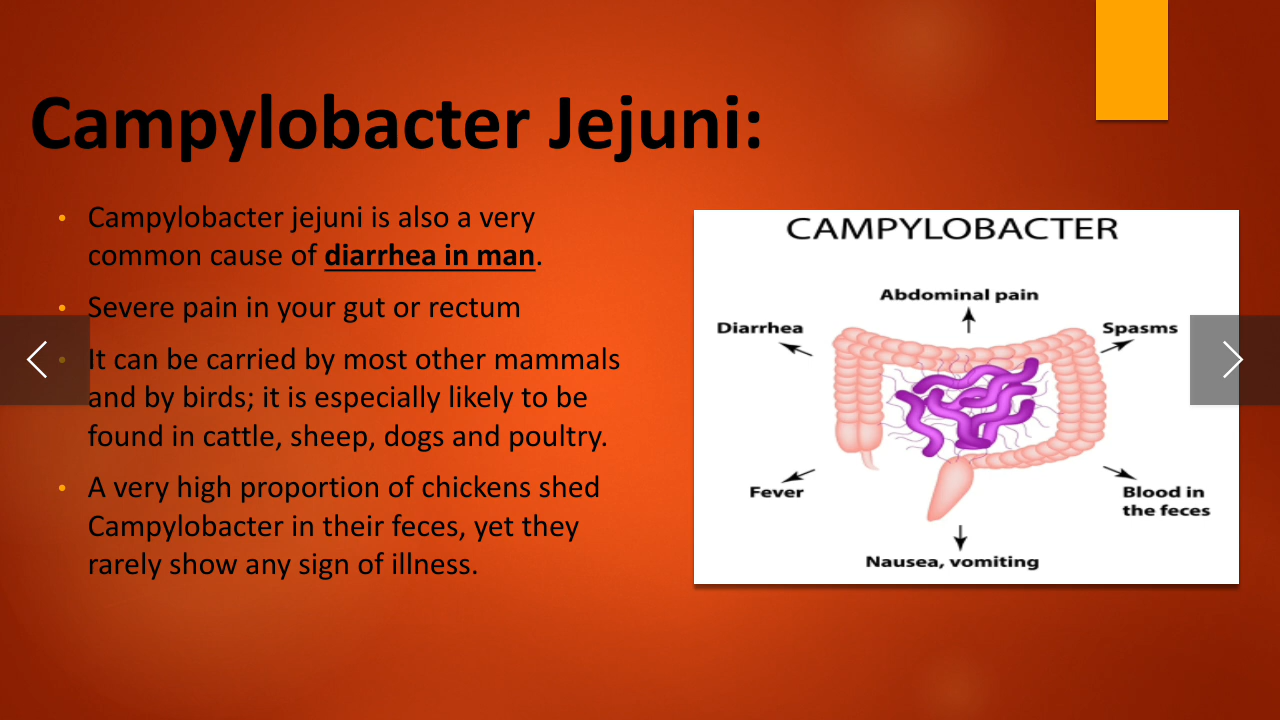 Campylobacter Jejuni:
• Campylobacter jejuni is also a very
common cause of diarrhea in man.
• Severe pain in your gut or rectum
• It can be carried by most other mammals
and by birds; it is especially likely to be
found in cattle, sheep, dogs and poultry.
• A very high proportion of chickens shed
Campylobacter in their feces, yet they
rarely show any sign of illness.
CAMPYLOBACTER
Abdominal pain
Diarrhea
Spasms
Fever
Blood in
the feces
Nausea, vomiting